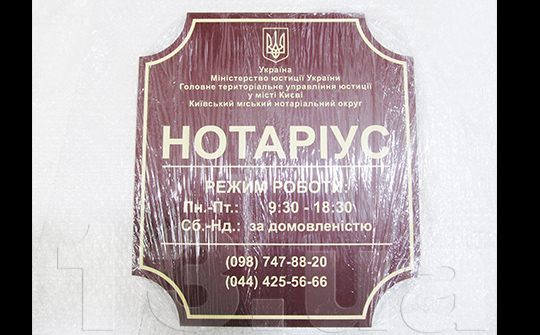 Україна
Міністерство юстиції України
Головне територіальне управління юстиції
у місті Києві
Київський міський нотаріальний округ
НОТАРІУС
РЕЖИМ РОБОТИ:
Пн.-Пт.: 9:30 - 18:30
Сб.-Нд.: за домовленістю
(098) 747-88-20
(044) 425-56-66